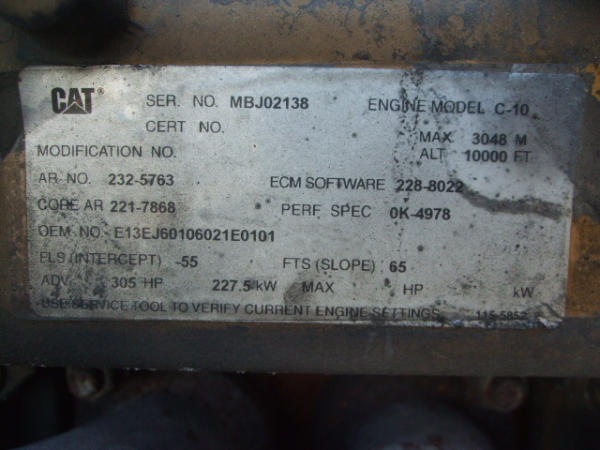 CAT® SER. NO. MBJ02138 ENGINE MODEL C-10
CERT NO. MAX 3048 M
MODIFICATION NO. ALT 10000 FT
AR NO. 232-5763 ECM SOFTWARE 228-8022
CORE AR 221-7868 PERF SPEC 0K-4978
OEM NO. E13EJ60106021E0101
FLS (INTERCEPT) -55 FTS (SLOPE) 65
ADV. 305 HP 227.5 kW MAX HP kW
USE SERVICE TOOL TO VERIFY CURRENT ENGINE SETTINGS. 115-5852